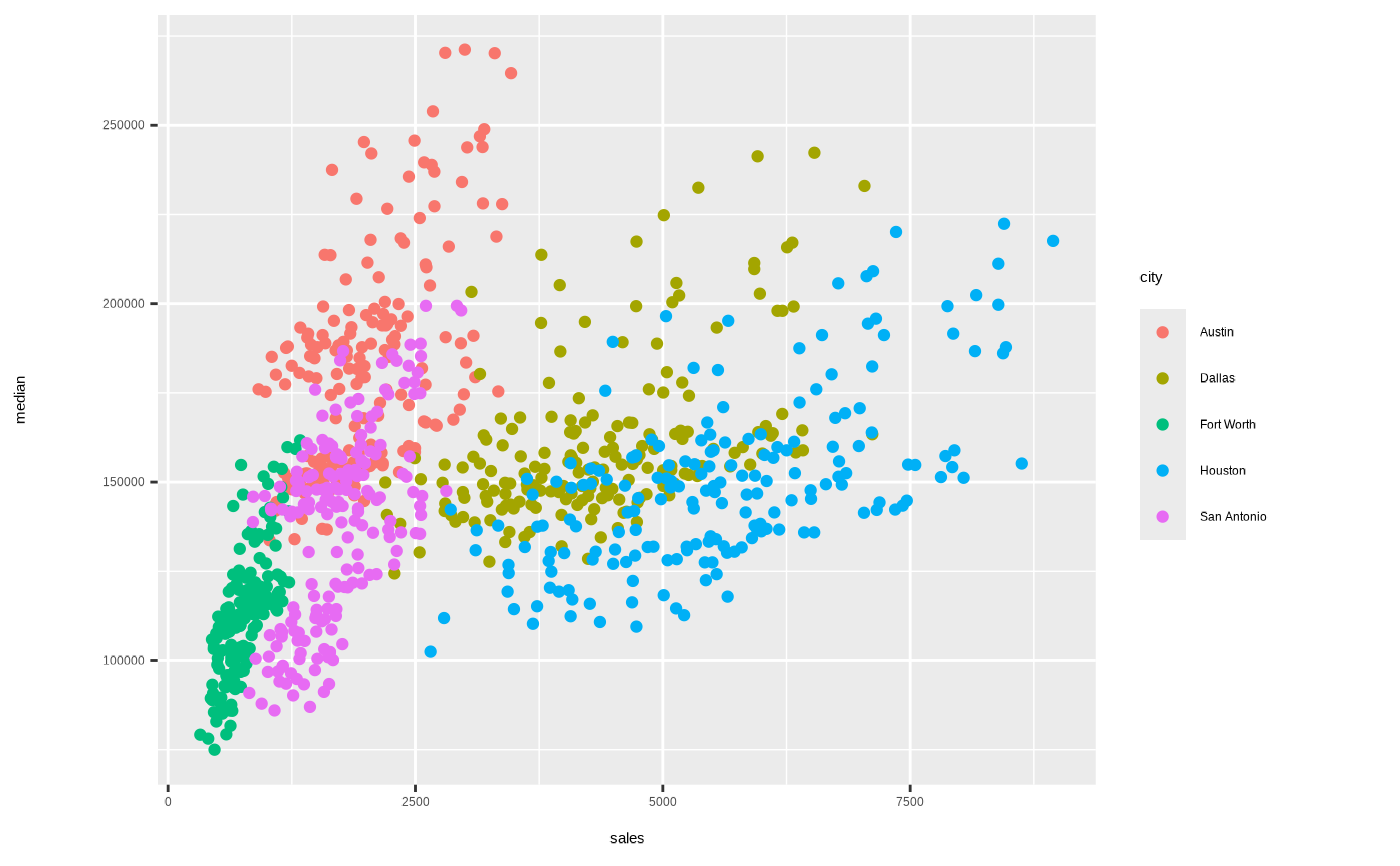 250000
200000
150000
100000
median
0
2500
5000
7500
sales
city
Austin
Dallas
Fort Worth
Houston
San Antonio